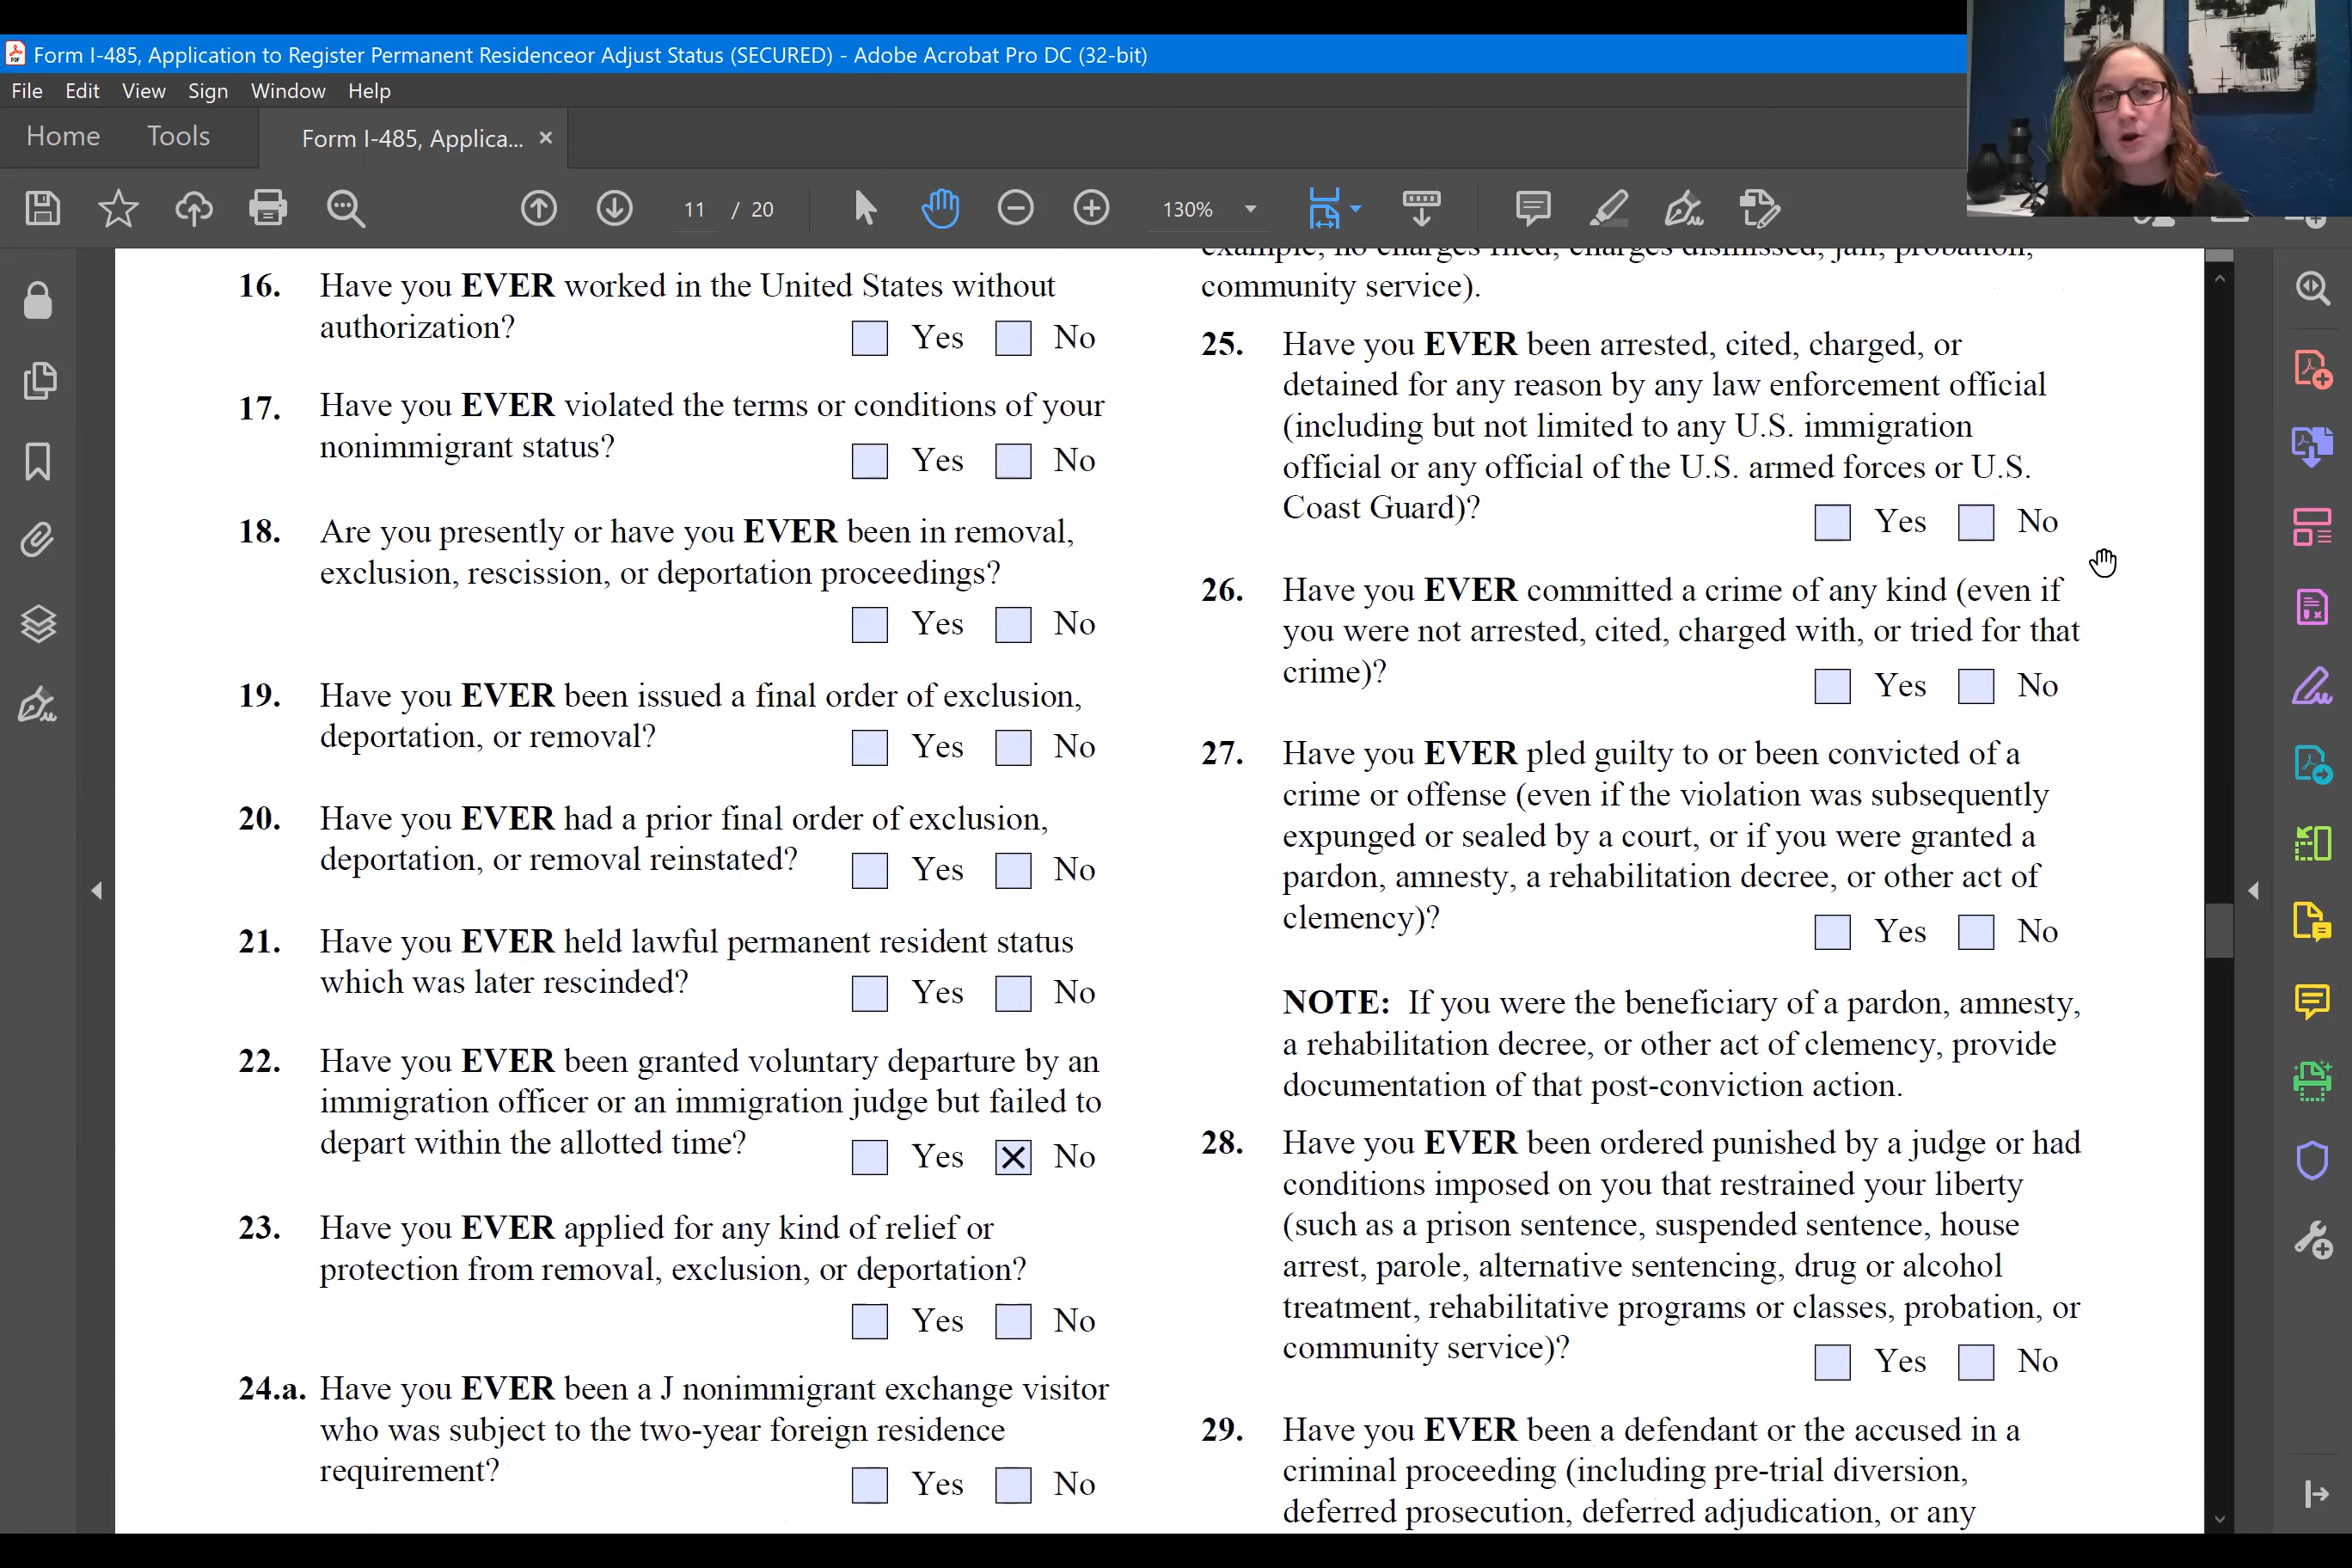 Form I-485, Application to Register Permanent Residenceor Adjust Status (SECURED) - Adobe Acrobat Pro DC (32-bit)
File Edit View Sign Window Help
Home Tools Form I-485, Applica... ×
11 / 20 130%
16. Have you EVER worked in the United States without
authorization? Yes No
17. Have you EVER violated the terms or conditions of your
nonimmigrant status? Yes No
18. Are you presently or have you EVER been in removal,
exclusion, rescission, or deportation proceedings?
Yes No
19. Have you EVER been issued a final order of exclusion,
deportation, or removal? Yes No
20. Have you EVER had a prior final order of exclusion,
deportation, or removal reinstated? Yes No
21. Have you EVER held lawful permanent resident status
which was later rescinded? Yes No
22. Have you EVER been granted voluntary departure by an
immigration officer or an immigration judge but failed to
depart within the allotted time? Yes No
23. Have you EVER applied for any kind of relief or
protection from removal, exclusion, or deportation?
Yes No
24.a. Have you EVER been a J nonimmigrant exchange visitor
who was subject to the two-year foreign residence
requirement? Yes No
example, no charges filed, charges dismissed, jail, probation,
community service).
25. Have you EVER been arrested, cited, charged, or
detained for any reason by any law enforcement official
(including but not limited to any U.S. immigration
official or any official of the U.S. armed forces or U.S.
Coast Guard)? Yes No
26. Have you EVER committed a crime of any kind (even if
you were not arrested, cited, charged with, or tried for that
crime)? Yes No
27. Have you EVER pled guilty to or been convicted of a
crime or offense (even if the violation was subsequently
expunged or sealed by a court, or if you were granted a
pardon, amnesty, a rehabilitation decree, or other act of
clemency)? Yes No
NOTE: If you were the beneficiary of a pardon, amnesty,
a rehabilitation decree, or other act of clemency, provide
documentation of that post-conviction action.
28. Have you EVER been ordered punished by a judge or had
conditions imposed on you that restrained your liberty
(such as a prison sentence, suspended sentence, house
arrest, parole, alternative sentencing, drug or alcohol
treatment, rehabilitative programs or classes, probation, or
community service)? Yes No
29. Have you EVER been a defendant or the accused in a
criminal proceeding (including pre-trial diversion,
deferred prosecution, deferred adjudication, or any